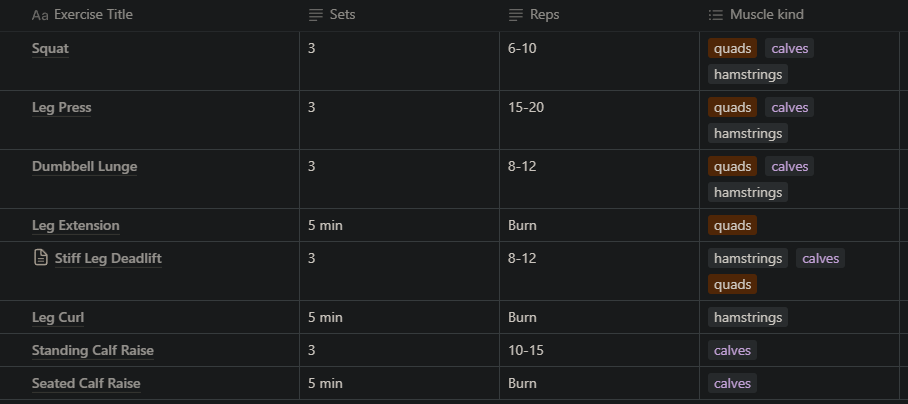 Aa Exercise Title Sets Reps Muscle kind
Squat 3 6-10 quads calves
hamstrings
Leg Press 3 15-20 quads calves
hamstrings
Dumbbell Lunge 3 8-12 quads calves
hamstrings
Leg Extension 5 min Burn quads
Stiff Leg Deadlift 3 8-12 hamstrings calves
quads
Leg Curl 5 min Burn hamstrings
Standing Calf Raise 3 10-15 calves
Seated Calf Raise 5 min Burn calves